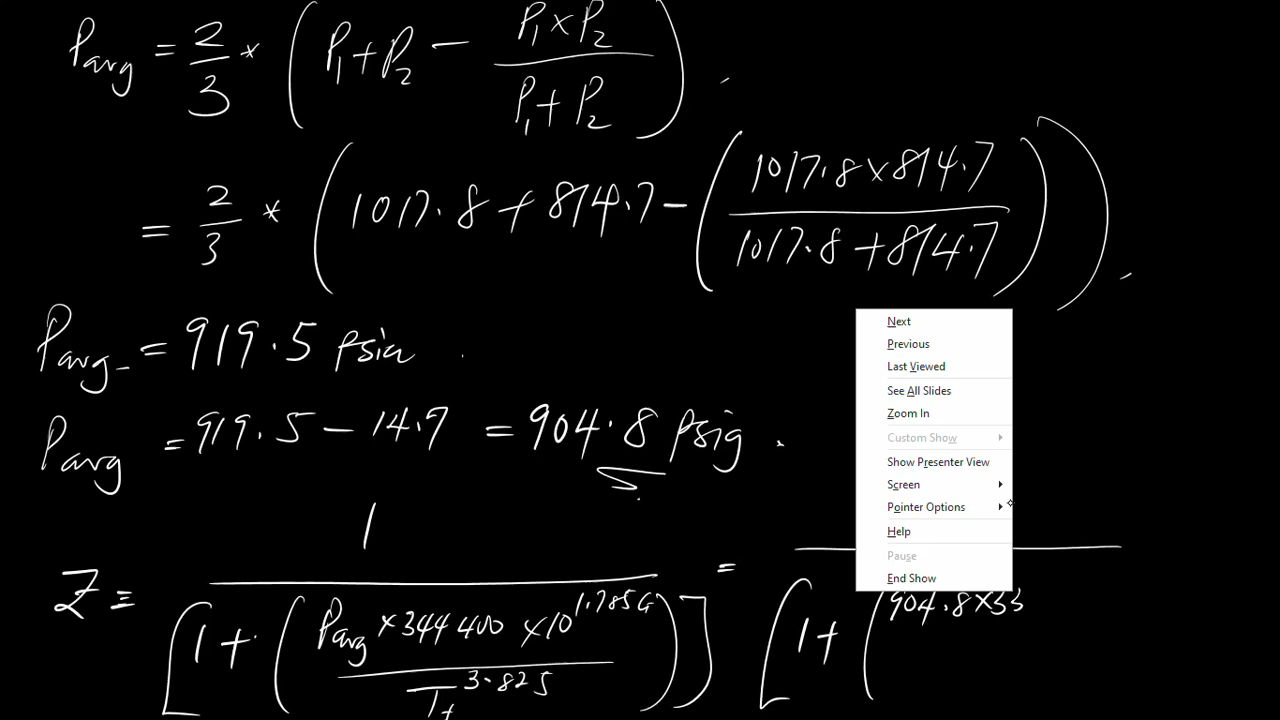 Pavg = 2/3 * (P1+P2 - (P1×P2)/(P1+P2))
= 2/3 * (1017.8 + 814.7 - ((1017.8×814.7)/(1017.8+814.7)))
Pavg = 919.5 psia
Pavg = 919.5 - 14.7 = 904.8 psig.
Z = 1/[1+(Pavg ×344400 ×10^1.785G / Tf^3.825)] =
[1+(904.8×33
Next
Previous
Last Viewed
See All Slides
Zoom In
Custom Show
Show Presenter View
Screen
Pointer Options
Help
Pause
End Show